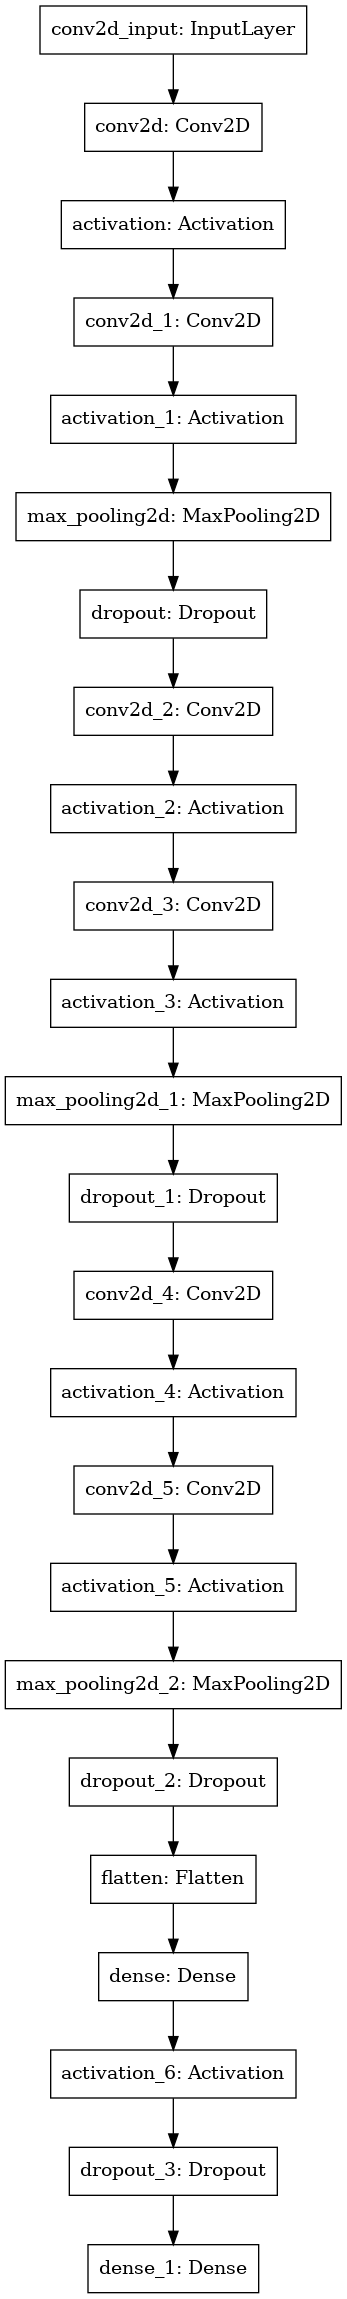 conv2d_input: InputLayer
conv2d: Conv2D
activation: Activation
conv2d_1: Conv2D
activation_1: Activation
max_pooling2d: MaxPooling2D
dropout: Dropout
conv2d_2: Conv2D
activation_2: Activation
conv2d_3: Conv2D
activation_3: Activation
max_pooling2d_1: MaxPooling2D
dropout_1: Dropout
conv2d_4: Conv2D
activation_4: Activation
conv2d_5: Conv2D
activation_5: Activation
max_pooling2d_2: MaxPooling2D
dropout_2: Dropout
flatten: Flatten
dense: Dense
activation_6: Activation
dropout_3: Dropout
dense_1: Dense